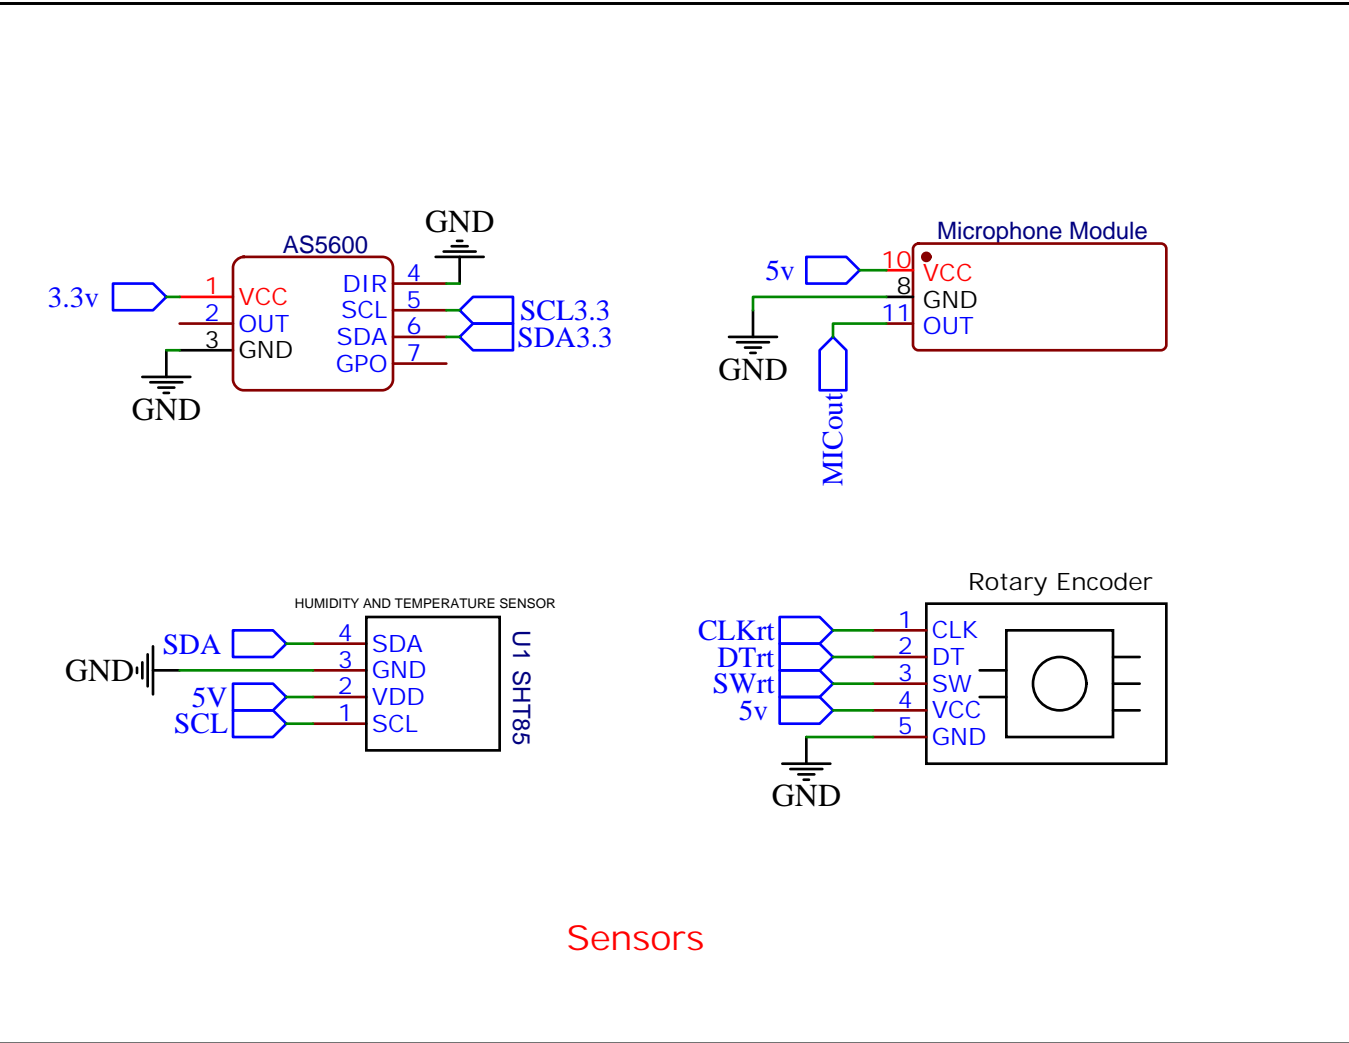 GND
AS5600
3.3v
1 VCC
2 OUT
3 GND
DIR 4
SCL 5 SCL3.3
SDA 6 SDA3.3
GPO 7
GND
Microphone Module
5v 10 VCC
8 GND
11 OUT
GND
MICout
HUMIDITY AND TEMPERATURE SENSOR
SDA 4 SDA
GND 3 GND
5V 2 VDD
SCL 1 SCL
U1 SHT85
Rotary Encoder
CLKrt 1 CLK
DTrt 2 DT
SWrt 3 SW
5v 4 VCC
5 GND
GND
Sensors